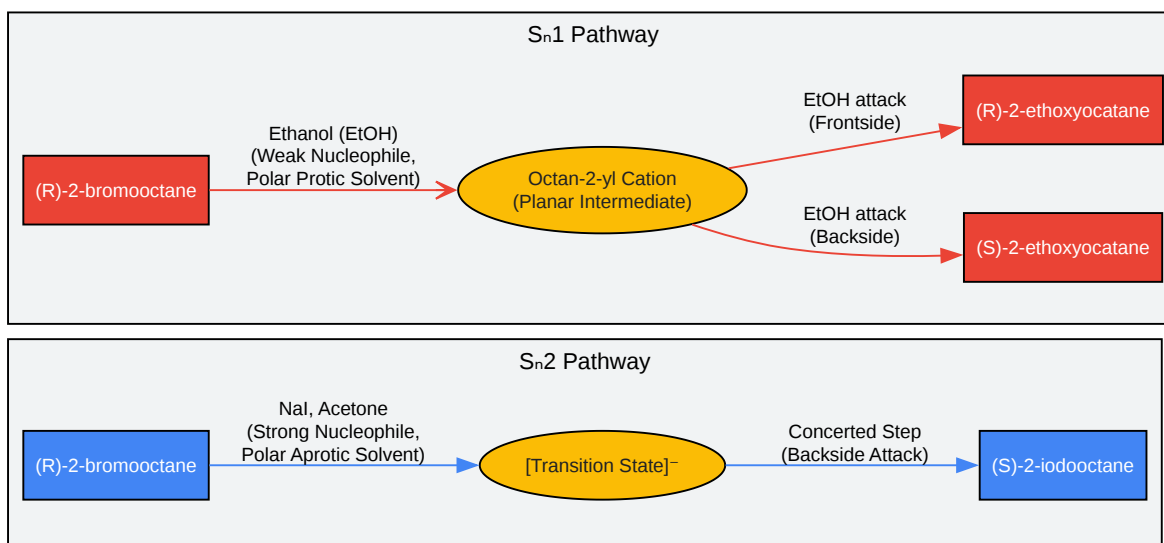 Sₙ1 Pathway
(R)-2-bromooctane
Ethanol (EtOH)
(Weak Nucleophile,
Polar Protic Solvent)
Octan-2-yl Cation
(Planar Intermediate)
EtOH attack
(Frontside)
(R)-2-ethoxyocatane
EtOH attack
(Backside)
(S)-2-ethoxyocatane
Sₙ2 Pathway
(R)-2-bromooctane
NaI, Acetone
(Strong Nucleophile,
Polar Aprotic Solvent)
[Transition State]⁻
Concerted Step
(Backside Attack)
(S)-2-iodooctane